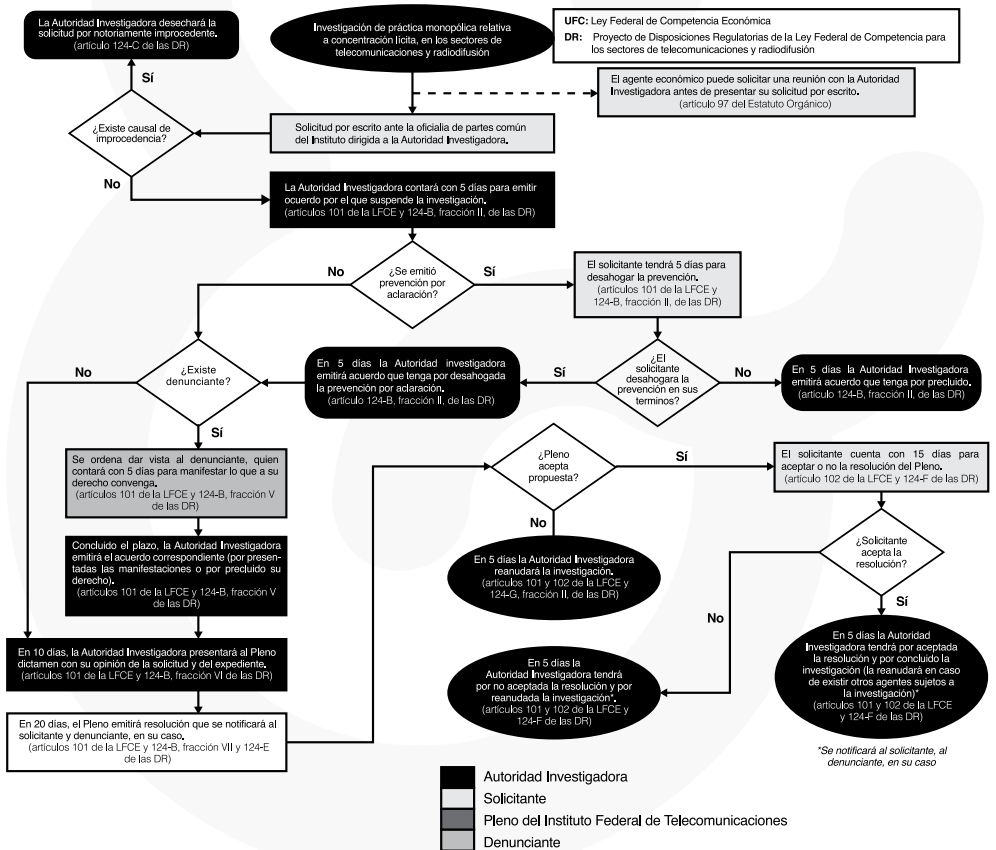 La Autoridad Investigadora desechará la
solicitud por notoriamente improcedente.
(artículo 124-C de las DR)
Investigación de práctica monopólica relativa
a concentración lícita, en los sectores de
telecomunicaciones y radiodifusión
UFC: Ley Federal de Competencia Económica
DR: Proyecto de Disposiciones Regulatorias de la Ley Federal de Competencia para
los sectores de telecomunicaciones y radiodifusión
Sí
El agente económico puede solicitar una reunión con la Autoridad
Investigadora antes de presentar su solicitud por escrito.
(artículo 97 del Estatuto Orgánico)
¿Existe causal de
improcedencia?
Solicitud por escrito ante la oficialia de partes común
del Instituto dirigida a la Autoridad Investigadora.
No
La Autoridad Investigadora contará con 5 días para emitir
ocuerdo por el que suspende la investigación.
(artículos 101 de la LFCE y 124-B, fracción II, de las DR)
No
¿Se emitió
prevención por
aclaración?
Sí
El solicitante tendrá 5 días para
desahogar la prevención.
(artículos 101 de la LFCE y
124-B, fracción II, de las DR)
No
¿Existe
denunciante?
En 5 días la Autoridad investigadora
emitirá acuerdo que tenga por desahogada
la prevención por aclaración.
(artículo 124-B, fracción II, de las DR)
Sí
¿El
solicitante
desahogara la
prevención en sus
terminos?
No
En 5 días la Autoridad Investigadora
emitirá acuerdo que tenga por precluido.
(artículo 124-B, fracción II, de las DR)
Sí
Se ordena dar vista al denunciante, quien
contará con 5 días para manifestar lo que a su
derecho convenga.
(artículos 101 de la LFCE y 124-B, fracción V
de las DR)
¿Pleno
acepta
propuesta?
Sí
El solicitante cuenta con 15 días para
aceptar o no la resolución del Pleno.
(artículo 102 de la LFCE y 124-F de las DR)
No
Concluido el plazo, la Autoridad Investigadora
emitirá el acuerdo correspondiente (por presen-
tadas las manifestaciones o por precluido su
derecho).
(artículos 101 de la LFCE y 124-B, fracción V
de las DR)
En 5 días la Autoridad Investigadora
reanudará la investigación.
(artículos 101 y 102 de la LFCE y
124-G, fracción II, de las DR)
¿Solicitante
acepta la
resolución?
No
Sí
En 10 días, la Autoridad Investigadora presentará al Pleno
dictamen con su opinión de la solicitud y del expediente.
(artículos 101 de la LFCE y 124-B, fracción VI de las DR)
En 5 días la
Autoridad Investigadora tendrá
por no aceptada la resolución y por
reanudada la investigación*.
(artículos 101 y 102 de la LFCE y
124-F de las DR)
En 5 días la Autoridad
Investigadora tendrá por aceptada
la resolución y por concluido la
investigación (la reanudará en caso
de existir otros agentes sujetos a
la investigación)*
(artículos 101 y 102 de la LFCE
y 124-F de las DR)
En 20 días, el Pleno emitirá resolución que se notificará al
solicitante y denunciante, en su caso.
(artículos 101 de la LFCE y 124-B, fracción VII y 124-E
de las DR)
*Se notificará al solicitante, al
denunciante, en su caso
Autoridad Investigadora
Solicitante
Pleno del Instituto Federal de Telecomunicaciones
Denunciante